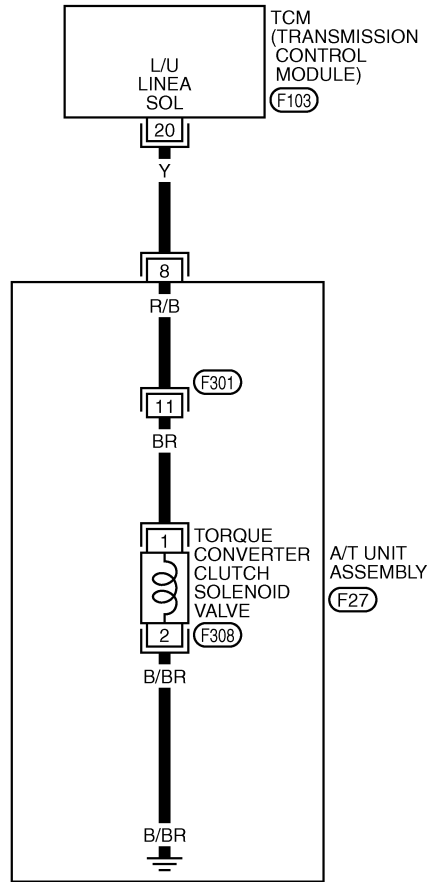 TCM
(TRANSMISSION
CONTROL
MODULE)
F103
L/U
LINEA
SOL
20
Y
8
R/B
F301
11
BR
1
TORQUE
CONVERTER
CLUTCH
SOLENOID
VALVE
2
F308
A/T UNIT
ASSEMBLY
F27
B/BR
B/BR